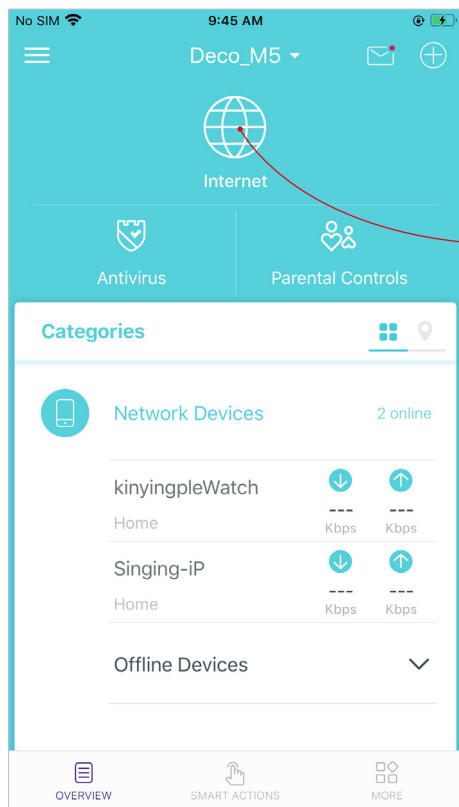 No SIM 9:45 AM
Deco_M5
Internet
Antivirus Parental Controls
Categories
Network Devices 2 online
kinyingpleWatch
Home --- Kbps --- Kbps
Singing-iP
Home --- Kbps --- Kbps
Offline Devices
OVERVIEW SMART ACTIONS MORE